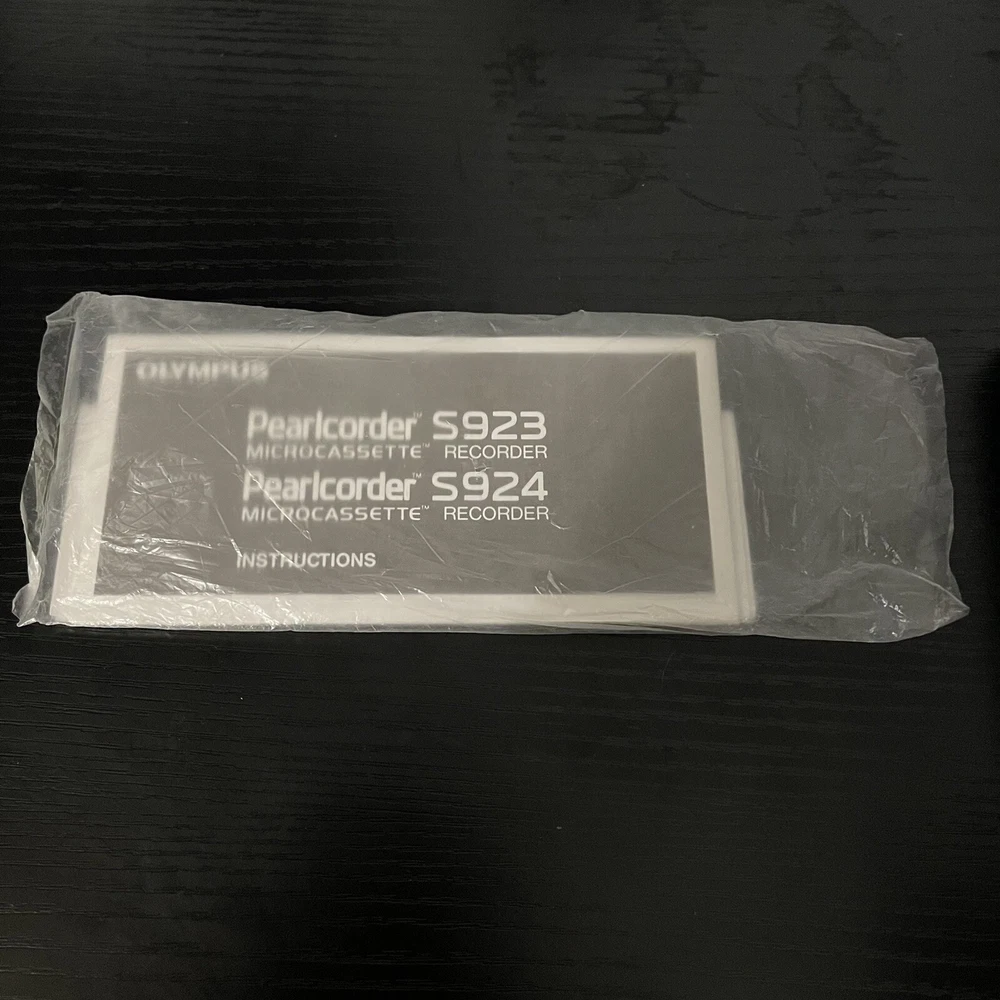 OLYMPUS
Pearlcorder™ S923
MICROCASSETTE™ RECORDER
Pearlcorder™ S924
MICROCASSETTE™ RECORDER
INSTRUCTIONS